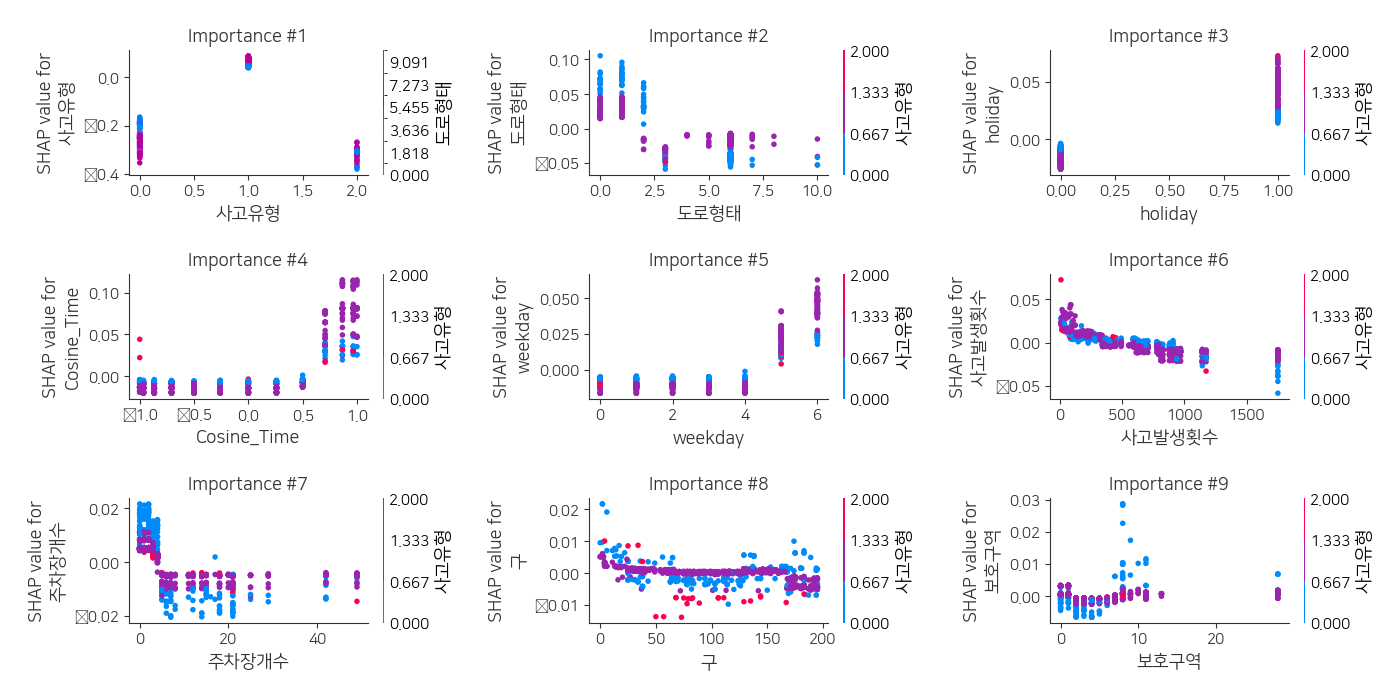 Importance #1
SHAP value for
사고유형
0.0
0.2
0.4
0.0
0.5
1.0
1.5
2.0
사고유형
9.091
7.273
5.455
3.636
1.818
0.000
도로형태
Importance #2
SHAP value for
도로형태
0.10
0.05
0.00
0.05
0.0
2.5
5.0
7.5
10.0
도로형태
2.000
1.333
0.667
0.000
사고유형
Importance #3
SHAP value for
holiday
0.05
0.00
0.00
0.25
0.50
0.75
1.00
holiday
2.000
1.333
0.667
0.000
사고유형
Importance #4
SHAP value for
Cosine_Time
0.10
0.05
0.00
1.0
0.5
0.0
0.5
1.0
Cosine_Time
2.000
1.333
0.667
0.000
사고유형
Importance #5
SHAP value for
weekday
0.050
0.025
0.000
0
2
4
6
weekday
2.000
1.333
0.667
0.000
사고유형
Importance #6
SHAP value for
사고발생횟수
0.05
0.00
0.05
0
500
1000
1500
사고발생횟수
2.000
1.333
0.667
0.000
사고유형
Importance #7
SHAP value for
주차장개수
0.02
0.00
0.02
0
20
40
주차장개수
2.000
1.333
0.667
0.000
사고유형
Importance #8
SHAP value for
구
0.02
0.01
0.00
0.01
0
50
100
150
200
구
2.000
1.333
0.667
0.000
사고유형
Importance #9
SHAP value for
보호구역
0.03
0.02
0.01
0.00
0
10
20
보호구역
2.000
1.333
0.667
0.000
사고유형